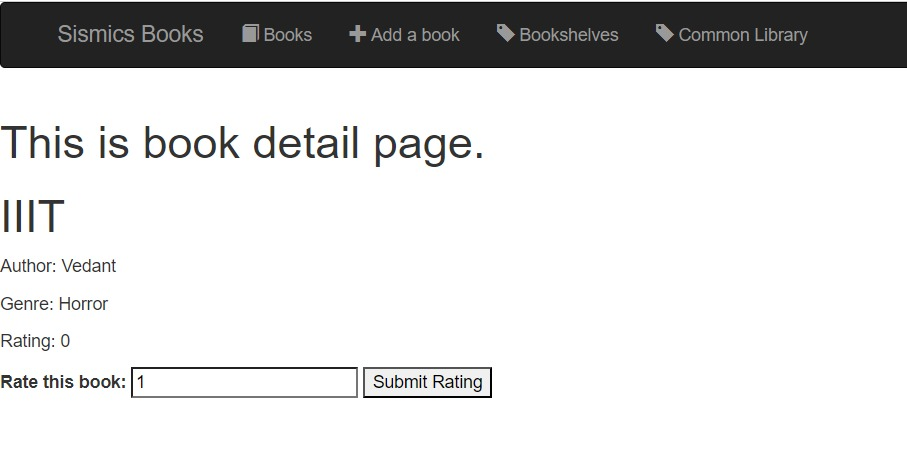 Sismics Books Books Add a book Bookshelves Common Library
This is book detail page.
IIIT
Author: Vedant
Genre: Horror
Rating: 0
Rate this book: 1 Submit Rating